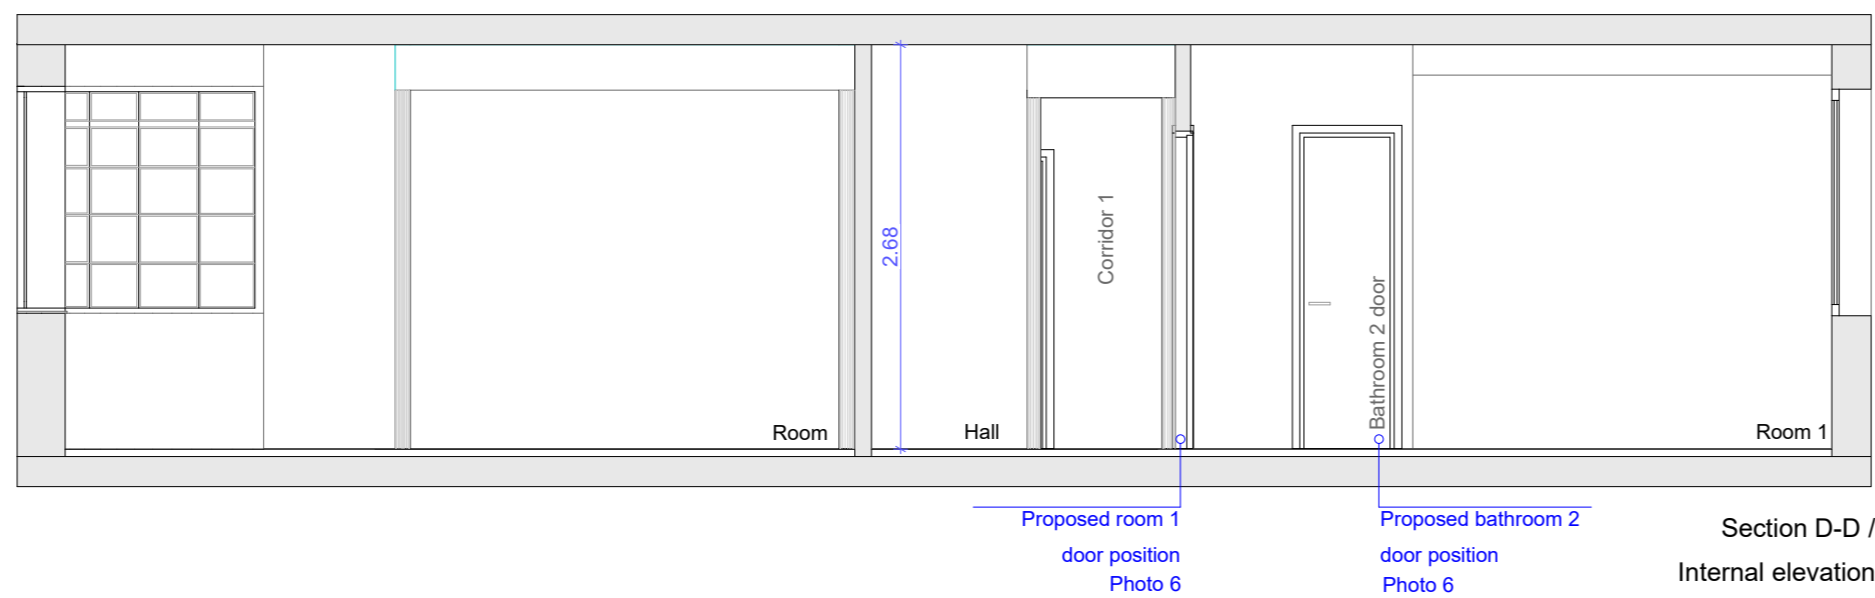 2.68
Corridor 1
Bathroom 2 door
Room
Hall
Room 1
Proposed room 1
door position
Photo 6
Proposed bathroom 2
door position
Photo 6
Section D-D /
Internal elevation